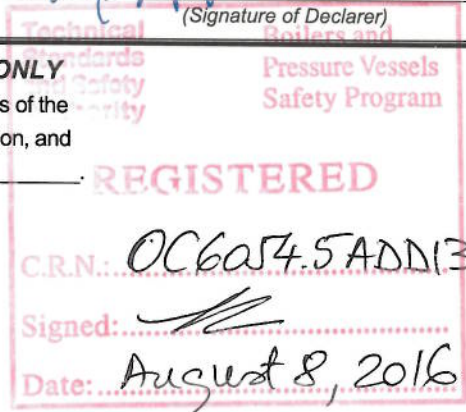 (Signature of Declarer)
Technical Boilers and
ONLY Standards Pressure Vessels
and Safety Safety Program
s of the Authority
on, and
REGISTERED
C.R.N.: OC6054.5ADD13
Signed:
Date: August 8, 2016